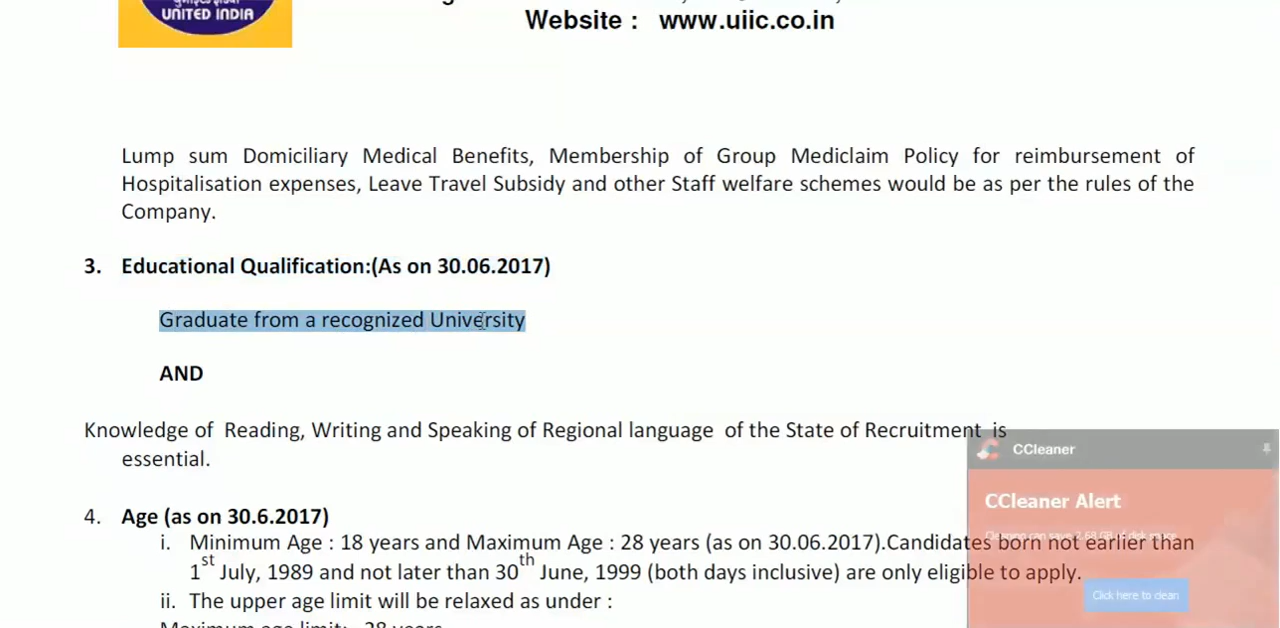 UNITED INDIA
Website : www.uiic.co.in
Lump sum Domiciliary Medical Benefits, Membership of Group Mediclaim Policy for reimbursement of
Hospitalisation expenses, Leave Travel Subsidy and other Staff welfare schemes would be as per the rules of the
Company.
3. Educational Qualification:(As on 30.06.2017)
Graduate from a recognized University
AND
Knowledge of Reading, Writing and Speaking of Regional language of the State of Recruitment is
essential.
CCleaner
CCleaner Alert
Click here to clean
4. Age (as on 30.6.2017)
i. Minimum Age : 18 years and Maximum Age : 28 years (as on 30.06.2017).Candidates born not earlier than
1st July, 1989 and not later than 30th June, 1999 (both days inclusive) are only eligible to apply.
ii. The upper age limit will be relaxed as under :
Maximum age limit: 28 years